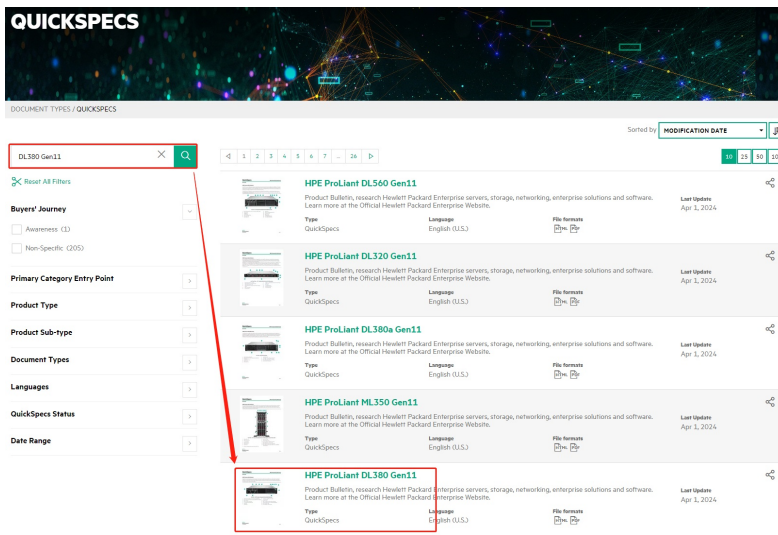 QUICKSPECS
DOCUMENT TYPES / QUICKSPECS
Sorted by MODIFICATION DATE
DL380 Gen11
1 2 3 4 5 6 7 ... 26
10 25 50 10
Reset All Filters
Buyers' Journey
Awareness (1)
Non-Specific (205)
Primary Category Entry Point
Product Type
Product Sub-type
Document Types
Languages
QuickSpecs Status
Date Range
HPE ProLiant DL560 Gen11
Product Bulletin, research Hewlett Packard Enterprise servers, storage, networking, enterprise solutions and software.
Learn more at the Official Hewlett Packard Enterprise Website.
Last Update
Apr 1, 2024
Type Language File formats
QuickSpecs English (U.S.)
HPE ProLiant DL320 Gen11
Product Bulletin, research Hewlett Packard Enterprise servers, storage, networking, enterprise solutions and software.
Learn more at the Official Hewlett Packard Enterprise Website.
Last Update
Apr 1, 2024
Type Language File formats
QuickSpecs English (U.S.)
HPE ProLiant DL380a Gen11
Product Bulletin, research Hewlett Packard Enterprise servers, storage, networking, enterprise solutions and software.
Learn more at the Official Hewlett Packard Enterprise Website.
Last Update
Apr 1, 2024
Type Language File formats
QuickSpecs English (U.S.)
HPE ProLiant ML350 Gen11
Product Bulletin, research Hewlett Packard Enterprise servers, storage, networking, enterprise solutions and software.
Learn more at the Official Hewlett Packard Enterprise Website.
Last Update
Apr 1, 2024
Type Language File formats
QuickSpecs English (U.S.)
HPE ProLiant DL380 Gen11
Product Bulletin, research Hewlett Packard Enterprise servers, storage, networking, enterprise solutions and software.
Learn more at the Official Hewlett Packard Enterprise Website.
Last Update
Apr 1, 2024
Type Language File formats
QuickSpecs English (U.S.)